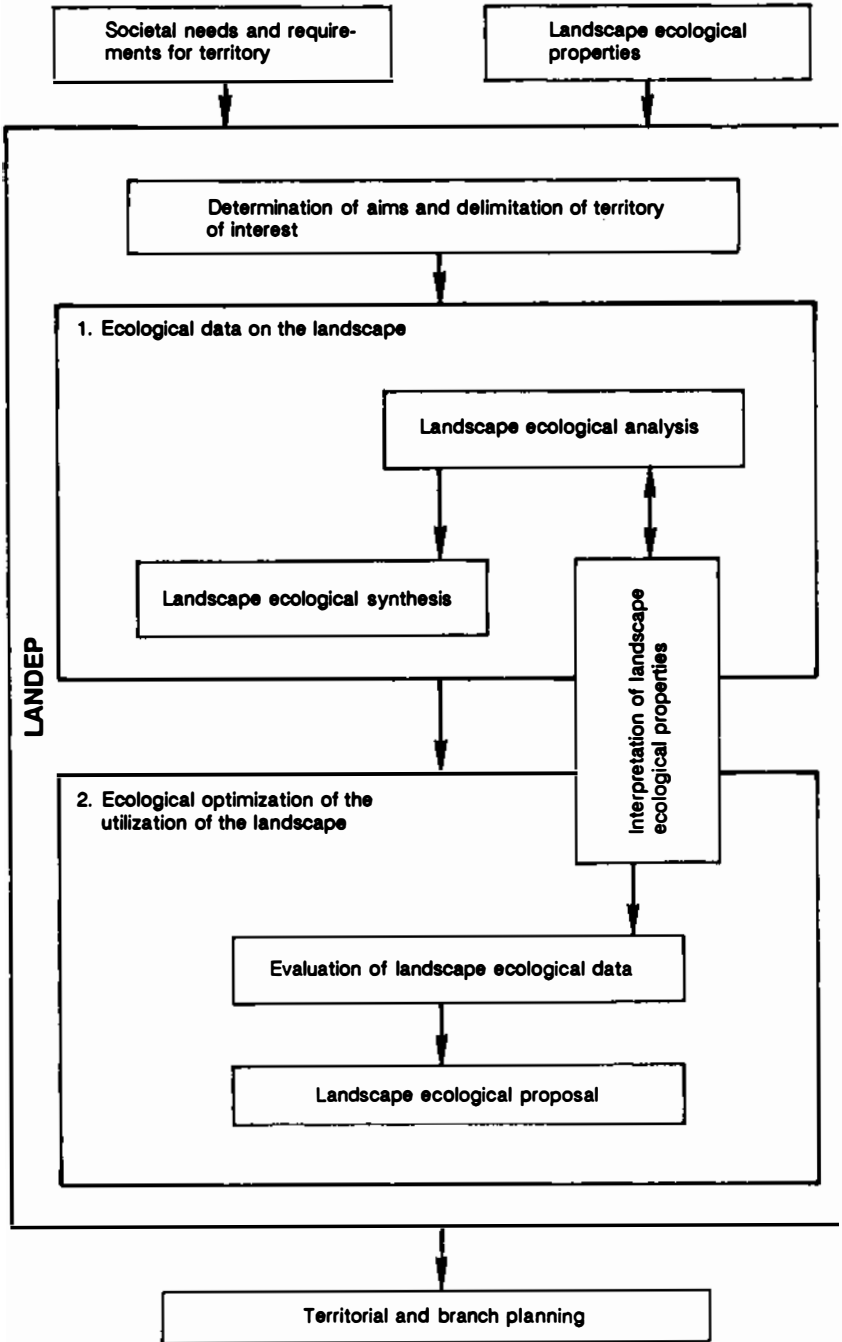 Societal needs and require-
ments for territory
Landscape ecological
properties
Determination of aims and delimitation of territory
of interest
1. Ecological data on the landscape
Landscape ecological analysis
Landscape ecological synthesis
Interpretation of landscape
ecological properties
LANDEP
2. Ecological optimization of the
utilization of the landscape
Evaluation of landscape ecological data
Landscape ecological proposal
Territorial and branch planning